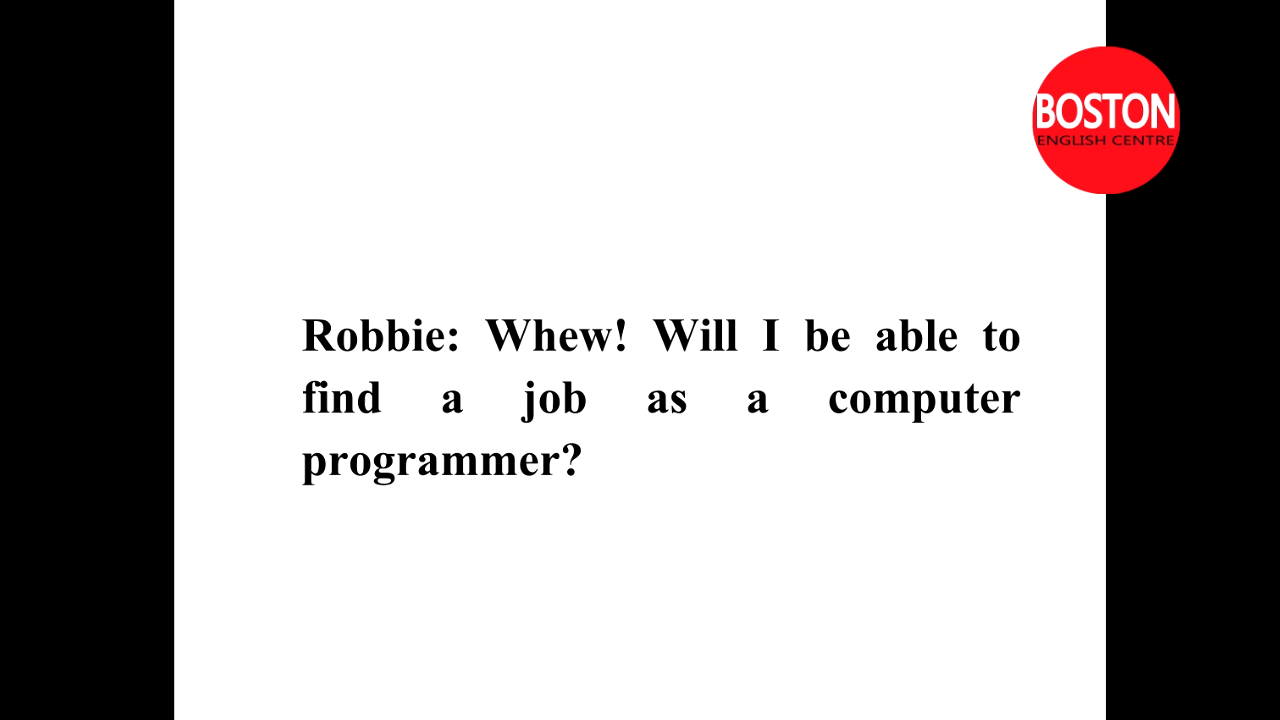 BOSTON
ENGLISH CENTRE
Robbie: Whew! Will I be able to
find a job as a computer
programmer?